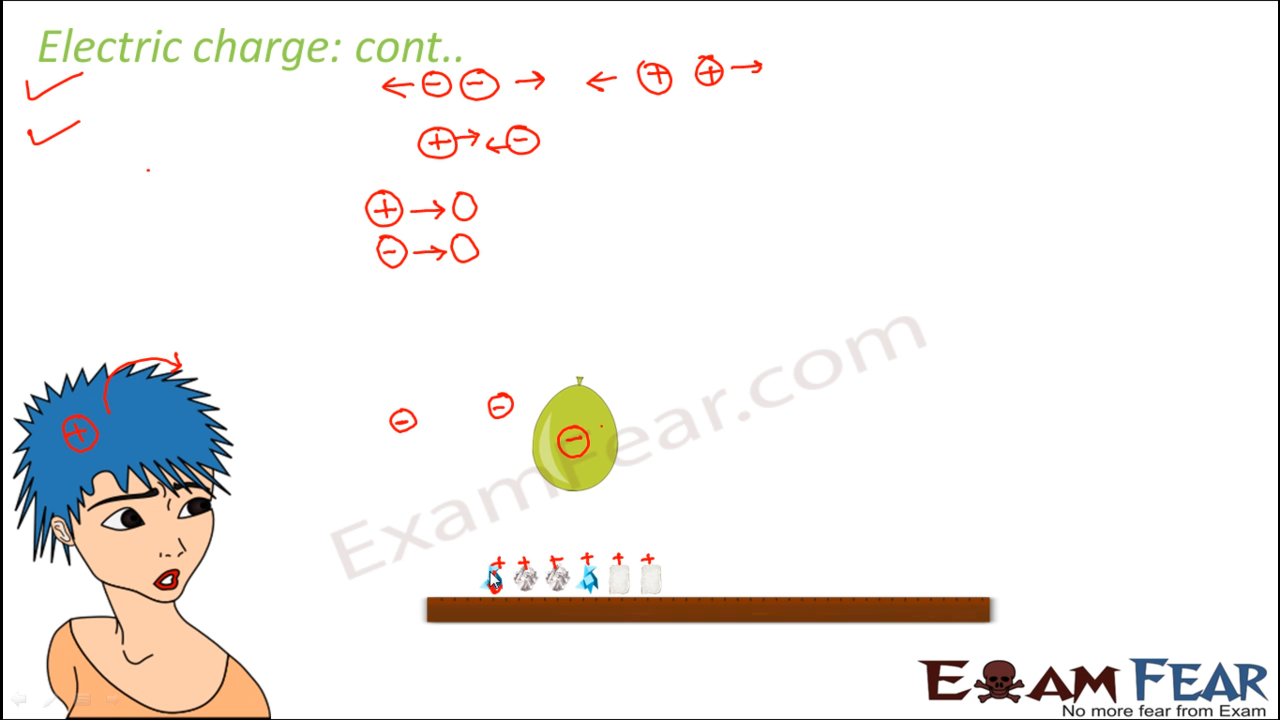 Electric charge: cont..
← ⊖ ⊖ → ← ⊕ ⊕ →
⊕ → ← ⊖
⊕ → O
⊖ → O
⊕
⊖ ⊖ ⊖
ExamFear.com
+ + + + + +
EXAM FEAR
No more fear from Exam